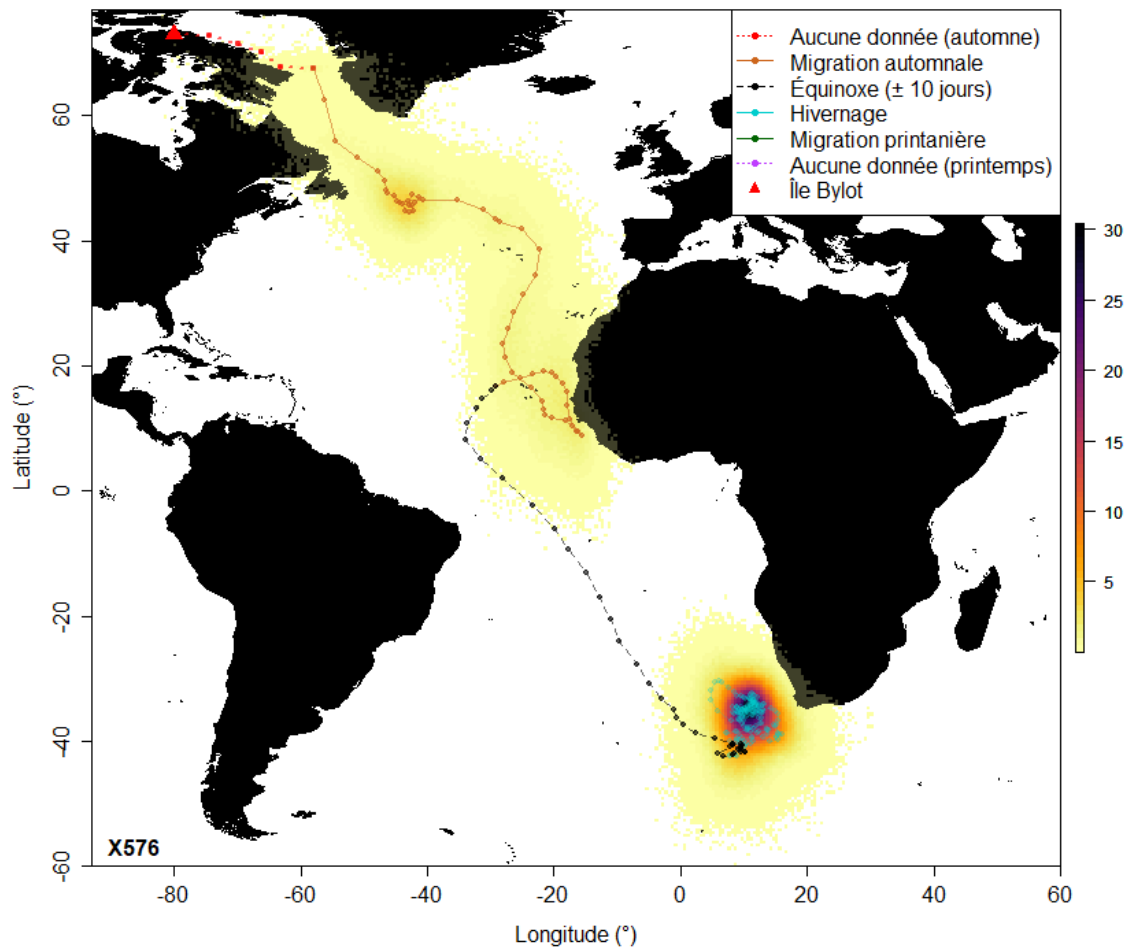 Aucune donnée (automne)
Migration automnale
Équinoxe (± 10 jours)
Hivernage
Migration printanière
Aucune donnée (printemps)
Île Bylot
60
40
20
0
-20
-40
-60
Latitude (°)
30
25
20
15
10
5
X576
-80
-60
-40
-20
0
20
40
60
Longitude (°)